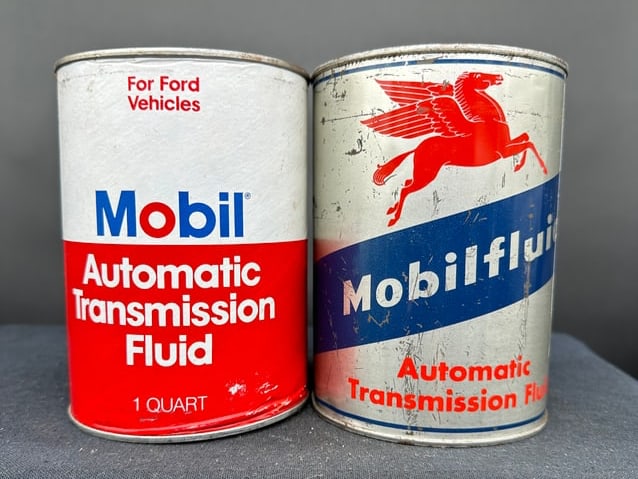 For Ford
Vehicles
Mobil®
Automatic
Transmission
Fluid
1 QUART
Mobilflui
Automatic
Transmission Flu